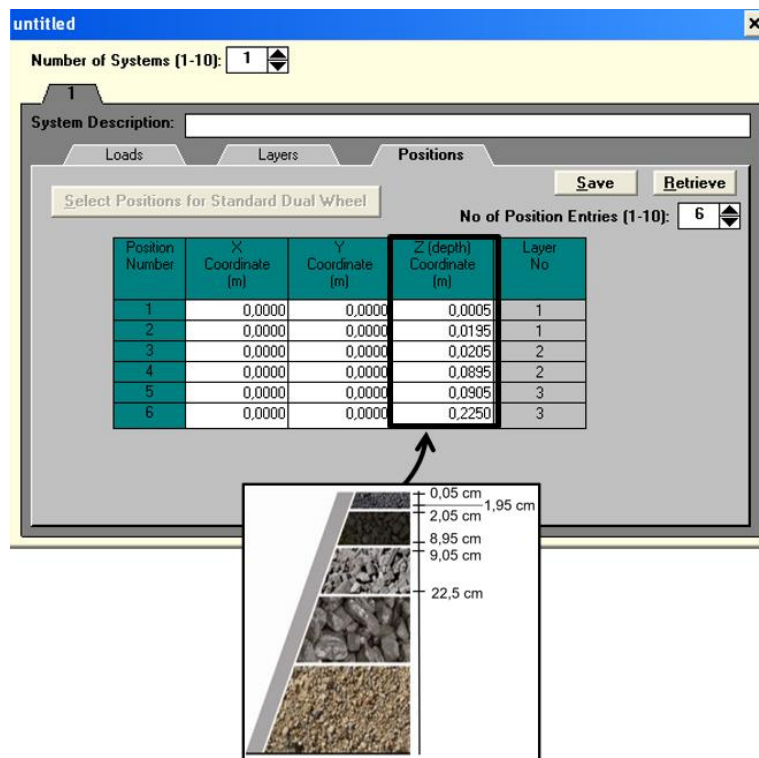 untitled
Number of Systems (1-10): 1
1
System Description:
Loads Layers Positions
Save Retrieve
Select Positions for Standard Dual Wheel
No of Position Entries (1-10): 6
Position Number X Coordinate (m) Y Coordinate (m) Z (depth) Coordinate (m) Layer No
1 0,0000 0,0000 0,0005 1
2 0,0000 0,0000 0,0195 1
3 0,0000 0,0000 0,0205 2
4 0,0000 0,0000 0,0895 2
5 0,0000 0,0000 0,0905 3
6 0,0000 0,0000 0,2250 3
0,05 cm
1,95 cm
2,05 cm
8,95 cm
9,05 cm
22,5 cm